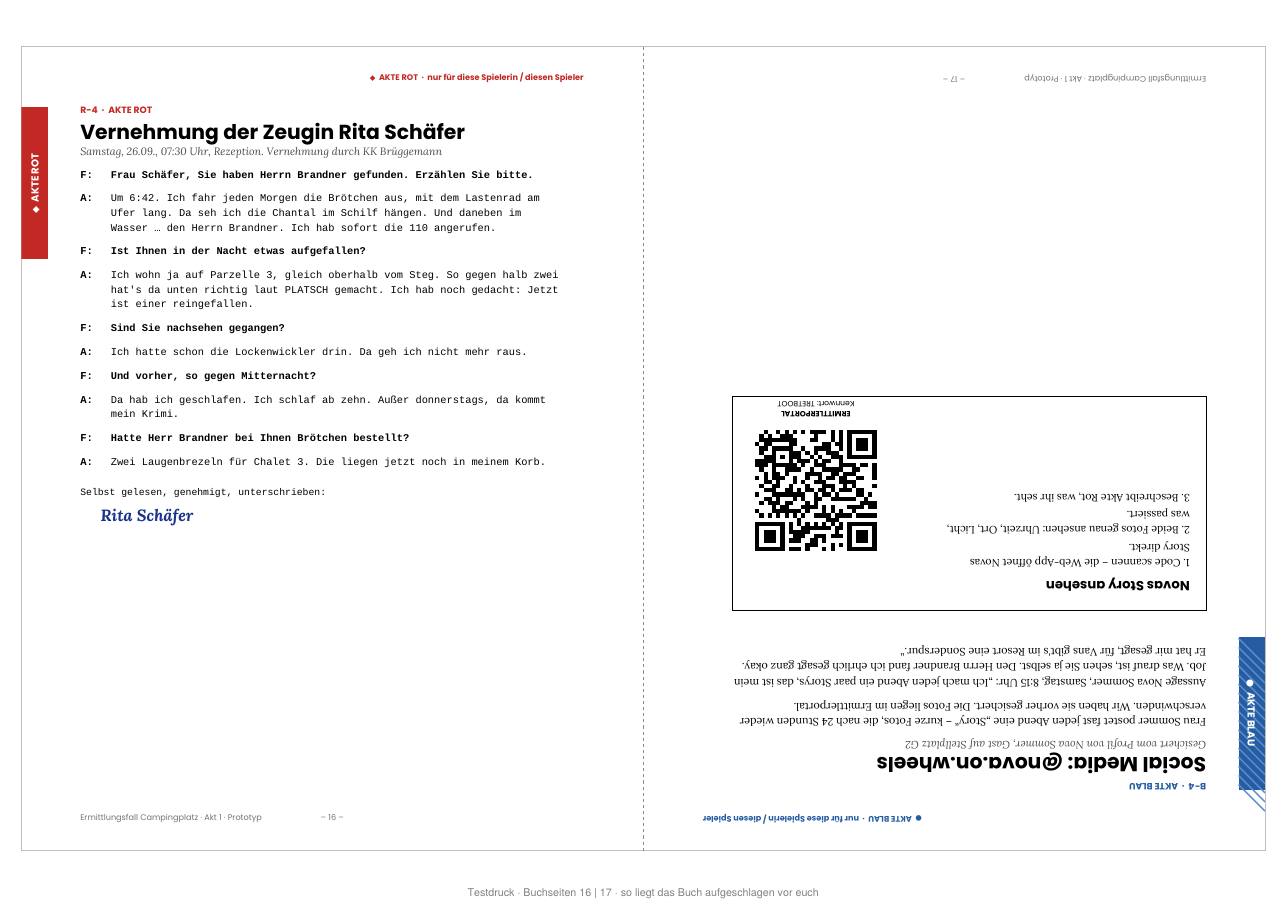 ◆ AKTE ROT · nur für diese Spielerin / diesen Spieler
◆ AKTE ROT
R-4 · AKTE ROT
Vernehmung der Zeugin Rita Schäfer
Samstag, 26.09., 07:30 Uhr, Rezeption. Vernehmung durch KK Brüggemann
F: Frau Schäfer, Sie haben Herrn Brandner gefunden. Erzählen Sie bitte.
A: Um 6:42. Ich fahr jeden Morgen die Brötchen aus, mit dem Lastenrad am
Ufer lang. Da seh ich die Chantal im Schilf hängen. Und daneben im
Wasser … den Herrn Brandner. Ich hab sofort die 110 angerufen.
F: Ist Ihnen in der Nacht etwas aufgefallen?
A: Ich wohn ja auf Parzelle 3, gleich oberhalb vom Steg. So gegen halb zwei
hat's da unten richtig laut PLATSCH gemacht. Ich hab noch gedacht: Jetzt
ist einer reingefallen.
F: Sind Sie nachsehen gegangen?
A: Ich hatte schon die Lockenwickler drin. Da geh ich nicht mehr raus.
F: Und vorher, so gegen Mitternacht?
A: Da hab ich geschlafen. Ich schlaf ab zehn. Außer donnerstags, da kommt
mein Krimi.
F: Hatte Herr Brandner bei Ihnen Brötchen bestellt?
A: Zwei Laugenbrezeln für Chalet 3. Die liegen jetzt noch in meinem Korb.
Selbst gelesen, genehmigt, unterschrieben:
Rita Schäfer
Ermittlungsfall Campingplatz · Akt 1 · Prototyp
– 16 –
● AKTE BLAU · nur für diese Spielerin / diesen Spieler
● AKTE BLAU
B-4 · AKTE BLAU
Social Media: @nova.on.wheels
Gesichert vom Profil von Nova Sommer, Gast auf Stellplatz G2
Frau Sommer postet fast jeden Abend eine „Story“ – kurze Fotos, die nach 24 Stunden wieder
verschwinden. Wir haben sie vorher gesichert. Die Fotos liegen im Ermittlerportal.
Aussage Nova Sommer, Samstag, 8:15 Uhr: „Ich mach jeden Abend ein paar Storys, das ist mein
Job. Was drauf ist, sehen Sie ja selbst. Den Herrn Brandner fand ich ehrlich gesagt ganz okay.
Er hat mir gesagt, für Vans gibt's im Resort eine Sonderspur.“
Novas Story ansehen
1. Code scannen – die Web-App öffnet Novas
Story direkt.
2. Beide Fotos genau ansehen: Uhrzeit, Ort, Licht,
was passiert.
3. Beschreibt Akte Rot, was ihr seht.
ERMITTLERPORTAL
Kennwort: TRETBOOT
Ermittlungsfall Campingplatz · Akt 1 · Prototyp
– 17 –
Testdruck · Buchseiten 16 | 17 · so liegt das Buch aufgeschlagen vor euch